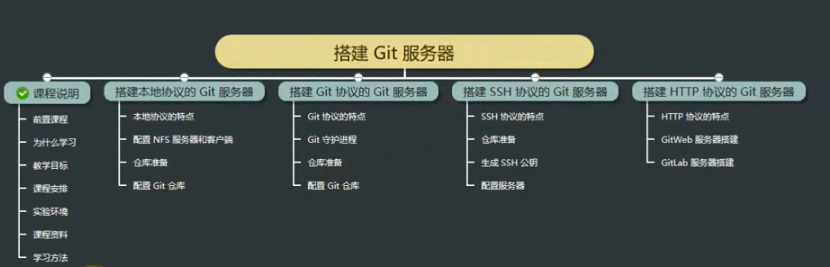 搭建 Git 服务器
课程说明
前置课程
为什么学习
教学目标
课程安排
实验环境
课程资料
学习方法
搭建本地协议的 Git 服务器
本地协议的特点
配置 NFS 服务器和客户端
仓库准备
配置 Git 仓库
搭建 Git 协议的 Git 服务器
Git 协议的特点
Git 守护进程
仓库准备
配置 Git 仓库
搭建 SSH 协议的 Git 服务器
SSH 协议的特点
仓库准备
生成 SSH 公钥
配置服务器
搭建 HTTP 协议的 Git 服务器
HTTP 协议的特点
GitWeb 服务器搭建
GitLab 服务器搭建